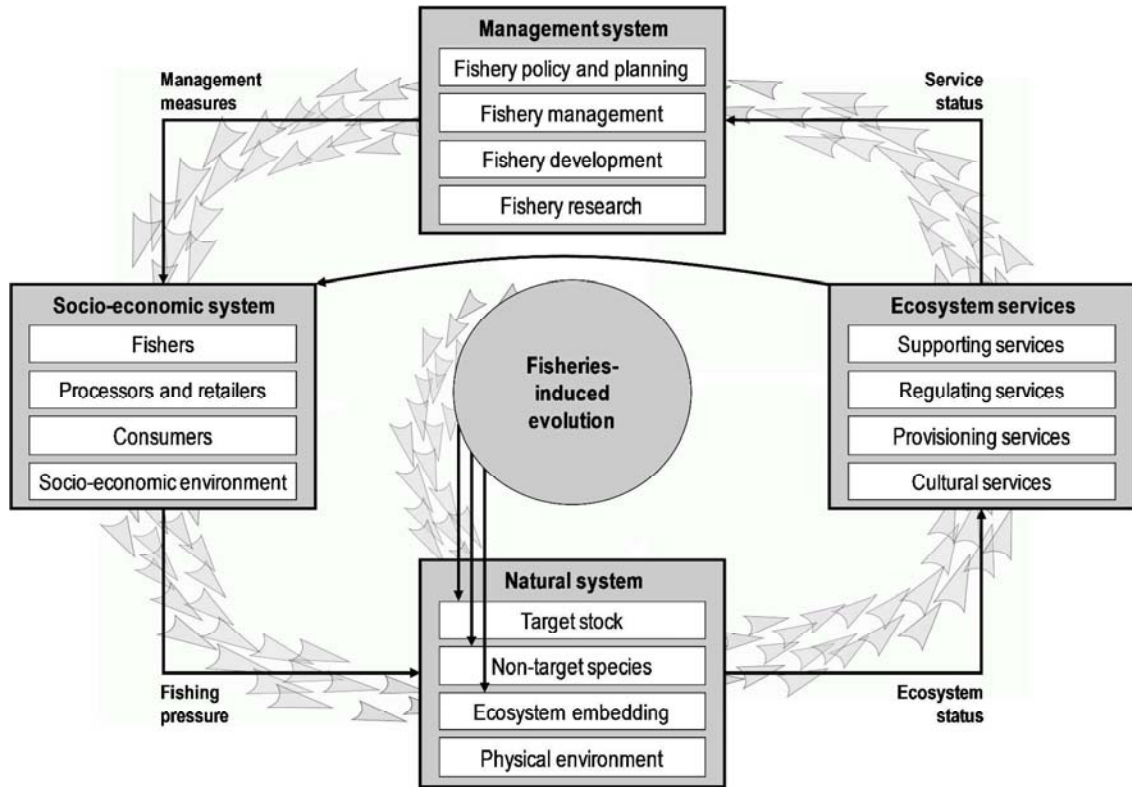 Management system
Fishery policy and planning
Fishery management
Fishery development
Fishery research
Management
measures
Service
status
Socio-economic system
Fishers
Processors and retailers
Consumers
Socio-economic environment
Fisheries-
induced
evolution
Ecosystem services
Supporting services
Regulating services
Provisioning services
Cultural services
Natural system
Target stock
Non-target species
Ecosystem embedding
Physical environment
Fishing
pressure
Ecosystem
status